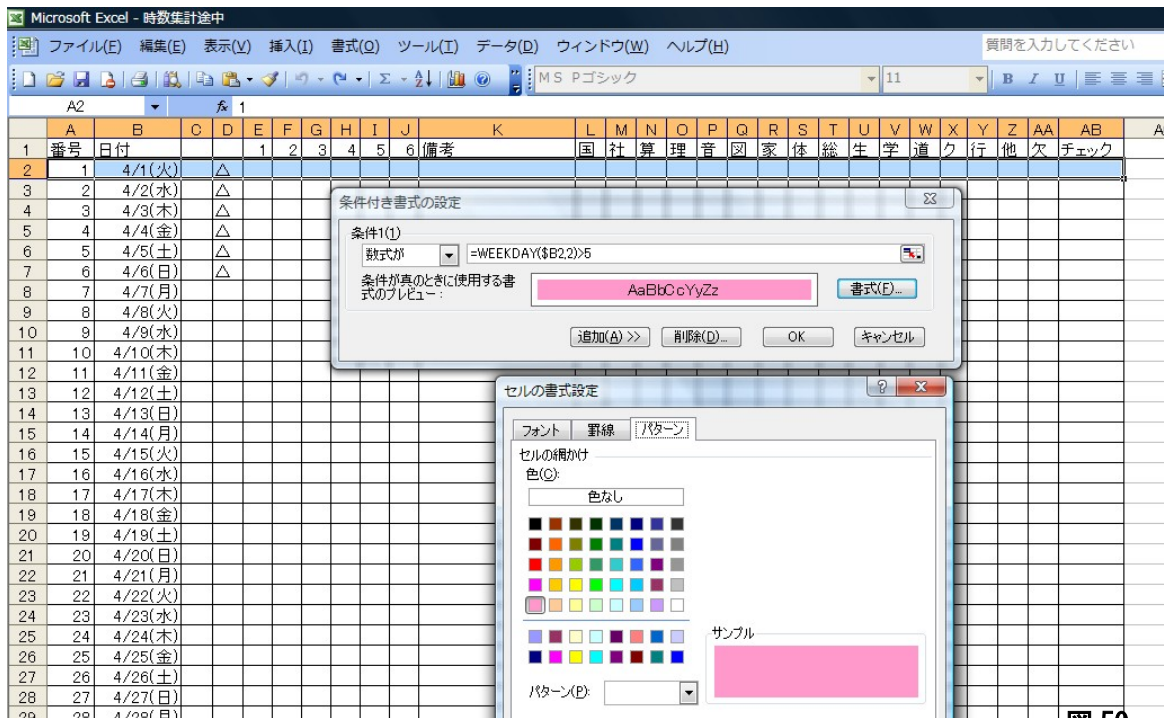 Microsoft Excel - 時数集計途中
ファイル(F) 編集(E) 表示(V) 挿入(I) 書式(O) ツール(T) データ(D) ウィンドウ(W) ヘルプ(H) 質問を入力してください
MS Pゴシック 11 B I U
A2 fx 1
A B C D E F G H I J K L M N O P Q R S T U V W X Y Z AA AB
1 番号 日付 1 2 3 4 5 6 備考 国 社 算 理 音 図 家 体 総 生 学 道 ク 行 他 欠 チェック
2 1 4/1(火) △
3 2 4/2(水) △
4 3 4/3(木) △
5 4 4/4(金) △
6 5 4/5(土) △
7 6 4/6(日) △
8 7 4/7(月)
9 8 4/8(火)
10 9 4/9(水)
11 10 4/10(木)
12 11 4/11(金)
13 12 4/12(土)
14 13 4/13(日)
15 14 4/14(月)
16 15 4/15(火)
17 16 4/16(水)
18 17 4/17(木)
19 18 4/18(金)
20 19 4/19(土)
21 20 4/20(日)
22 21 4/21(月)
23 22 4/22(火)
24 23 4/23(水)
25 24 4/24(木)
26 25 4/25(金)
27 26 4/26(土)
28 27 4/27(日)
29 28 4/28(月)
条件付き書式の設定
条件1(1)
数式が =WEEKDAY($B2,2)>5
条件が真のときに使用する書
式のプレビュー:
AaBbCcYyZz
書式(F)...
追加(A) >> 削除(D)... OK キャンセル
セルの書式設定
フォント 罫線 パターン
セルの網かけ
色(C):
色なし
サンプル
パターン(P):